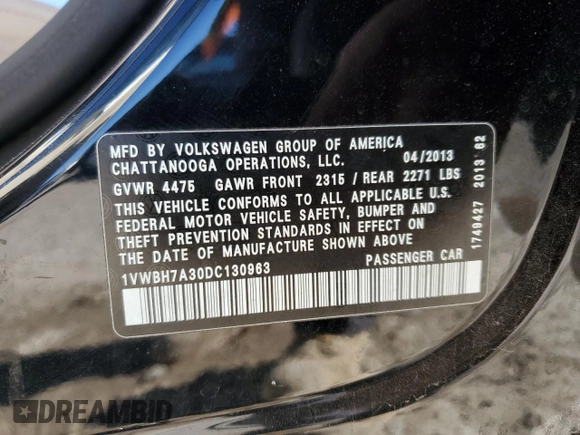 MFD BY VOLKSWAGEN GROUP OF AMERICA
CHATTANOOGA OPERATIONS, LLC. 04/2013
GVWR 4475 GAWR FRONT 2315 / REAR 2271 LBS
THIS VEHICLE CONFORMS TO ALL APPLICABLE U.S.
FEDERAL MOTOR VEHICLE SAFETY, BUMPER AND
THEFT PREVENTION STANDARDS IN EFFECT ON
THE DATE OF MANUFACTURE SHOWN ABOVE
1VWBH7A30DC130963 PASSENGER CAR
1749427 2013 62
DREAMBID